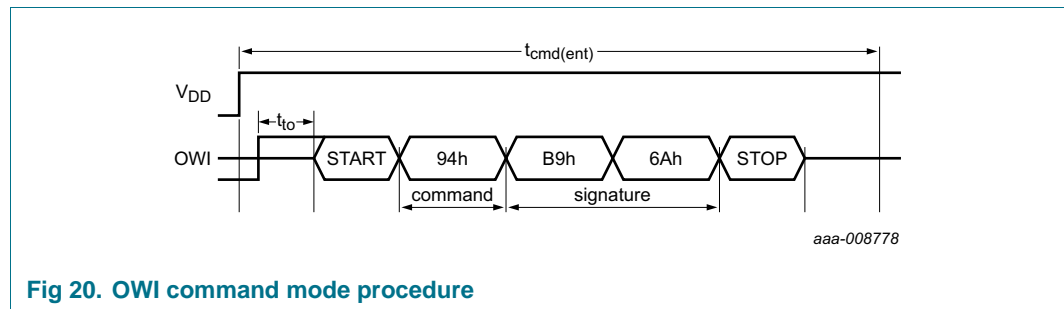 tcmd(ent)
VDD
tto
OWI
START
94h
B9h
6Ah
STOP
command
signature
aaa-008778
Fig 20. OWI command mode procedure